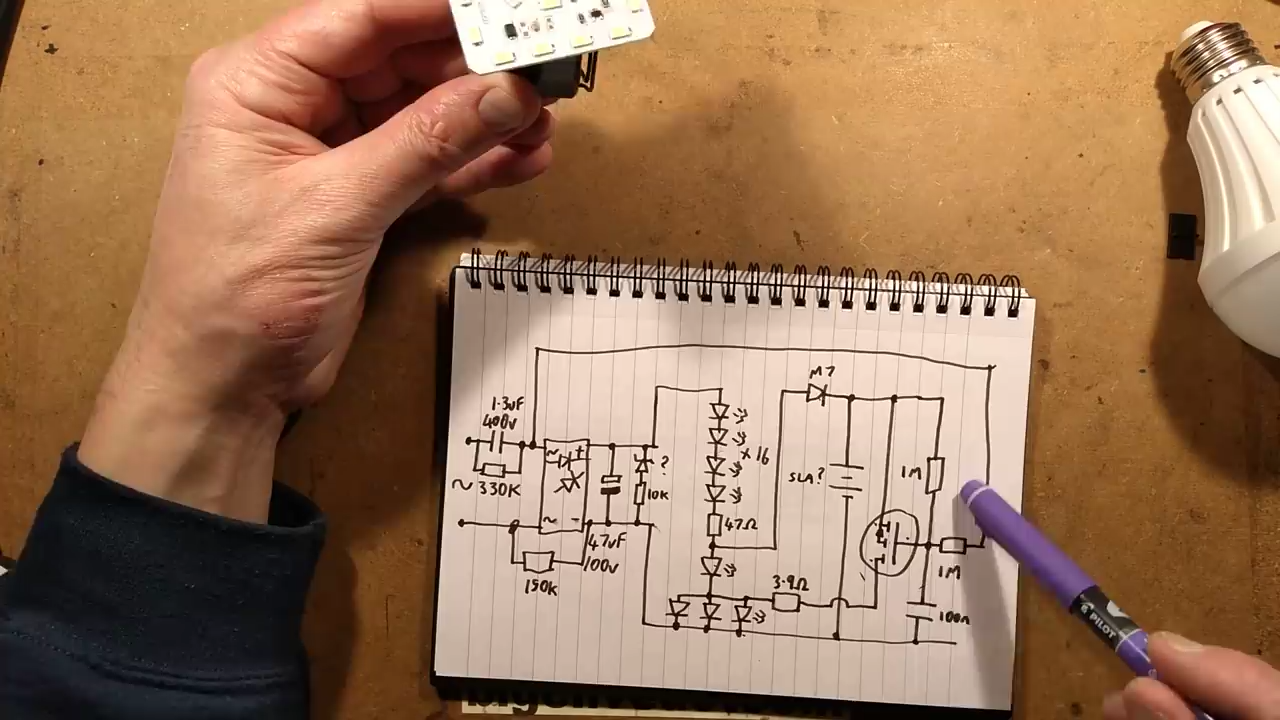 1.3uF
400v
~ 330K
~
+
~
-
47uF
100v
150K
?
10K
x 16
47Ω
M7
SLA?
1M
1M
3.9Ω
100n
PILOT